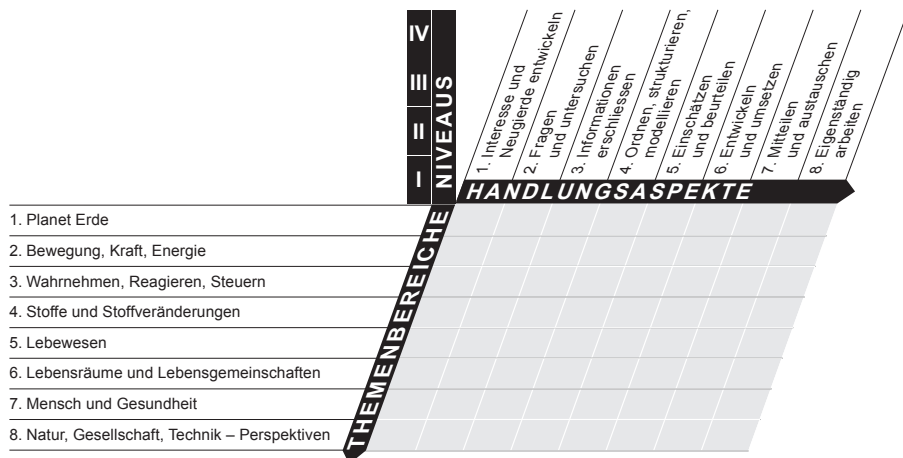 IV
III
II
I
NIVEAUS
1. Interesse und
Neugierde entwickeln
2. Fragen
und untersuchen
3. Informationen
erschliessen
4. Ordnen, strukturieren,
modellieren
5. Einschätzen
und beurteilen
6. Entwickeln
und umsetzen
7. Mitteilen
und austauschen
8. Eigenständig
arbeiten
HANDLUNGSASPEKTE
THEMENBEREICHE
1. Planet Erde
2. Bewegung, Kraft, Energie
3. Wahrnehmen, Reagieren, Steuern
4. Stoffe und Stoffveränderungen
5. Lebewesen
6. Lebensräume und Lebensgemeinschaften
7. Mensch und Gesundheit
8. Natur, Gesellschaft, Technik – Perspektiven